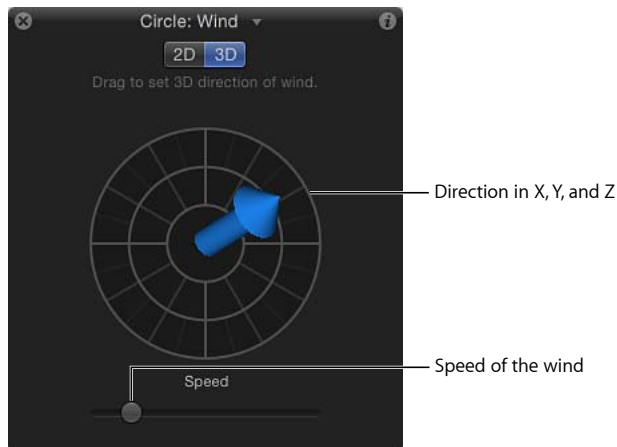 Circle: Wind
2D 3D
Drag to set 3D direction of wind.
Direction in X, Y, and Z
Speed of the wind
Speed